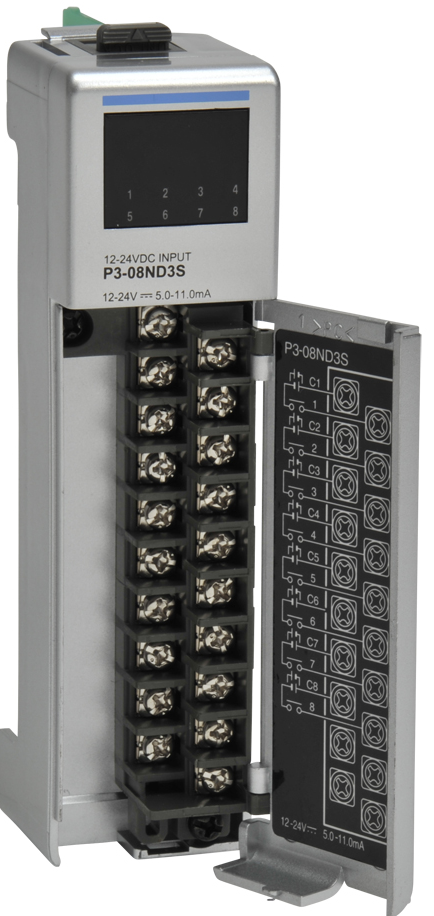 1 2 3 4
5 6 7 8
12-24VDC INPUT
P3-08ND3S
12-24V⎓ 5.0-11.0mA
P3-08ND3S
C1
1
C2
2
C3
3
C4
4
C5
5
C6
6
C7
7
C8
8
12-24V⎓ 5.0-11.0mA